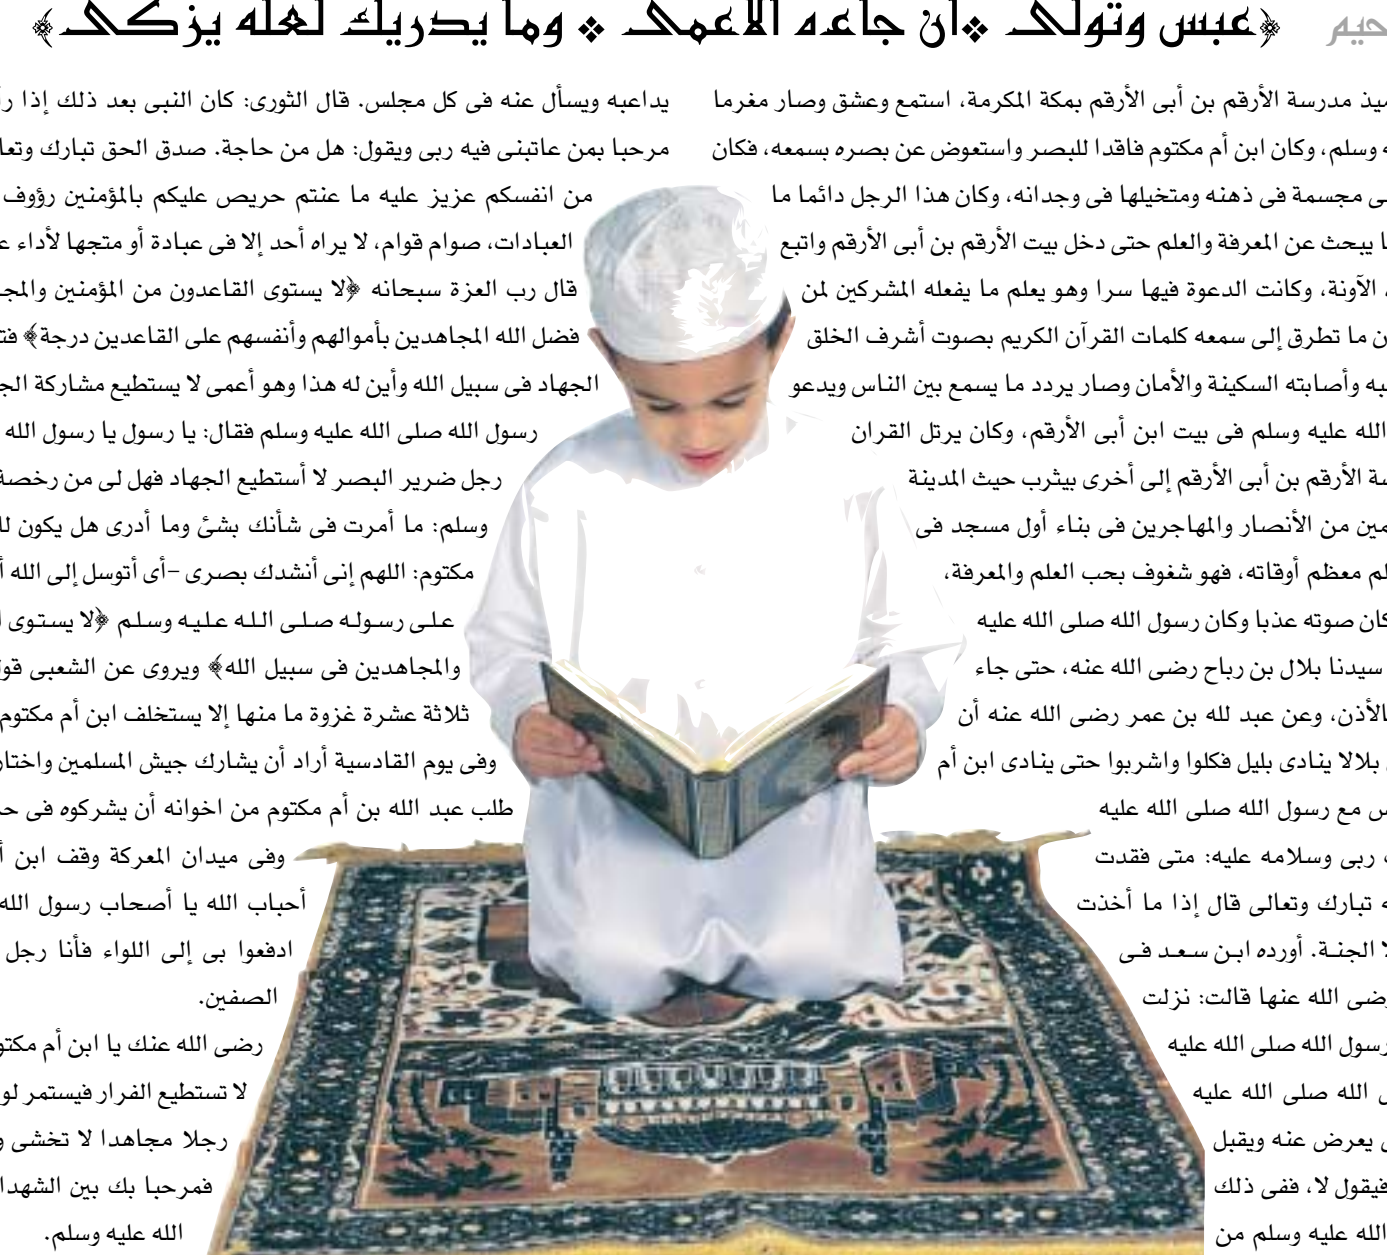 حيم ﴿عبس وتولى ❖ أن جاءه الأعمى ❖ وما يدريك لعله يزكى﴾
ميذ مدرسة الأرقم بن أبى الأرقم بمكة المكرمة، استمع وعشق وصار مغرما
ه وسلم، وكان ابن أم مكتوم فاقدا للبصر واستعوض عن بصره بسمعه، فكان
ى مجسمة فى ذهنه ومتخيلها فى وجدانه، وكان هذا الرجل دائما ما
ا يبحث عن المعرفة والعلم حتى دخل بيت الأرقم بن أبى الأرقم واتبع
، الآونة، وكانت الدعوة فيها سرا وهو يعلم ما يفعله المشركين لمن
ن ما تطرق إلى سمعه كلمات القرآن الكريم بصوت أشرف الخلق
به وأصابته السكينة والأمان وصار يردد ما يسمع بين الناس ويدعو
الله عليه وسلم فى بيت ابن أبى الأرقم، وكان يرتل القران
سة الأرقم بن أبى الأرقم إلى أخرى بيثرب حيث المدينة
مين من الأنصار والمهاجرين فى بناء أول مسجد فى
لم معظم أوقاته، فهو شغوف بحب العلم والمعرفة،
كان صوته عذبا وكان رسول الله صلى الله عليه
سيدنا بلال بن رباح رضى الله عنه، حتى جاء
بالأذن، وعن عبد لله بن عمر رضى الله عنه أن
بلالا ينادى بليل فكلوا واشربوا حتى ينادى ابن أم
س مع رسول الله صلى الله عليه
ربى وسلامه عليه: متى فقدت
ه تبارك وتعالى قال إذا ما أخذت
لا الجنة. أورده ابن سعد فى
ضى الله عنها قالت: نزلت
رسول الله صلى الله عليه
ى الله صلى الله عليه
ى يعرض عنه ويقبل
فيقول لا، ففى ذلك
الله عليه وسلم من
يداعبه ويسأل عنه فى كل مجلس. قال الثورى: كان النبى بعد ذلك إذا رأ
مرحبا بمن عاتبنى فيه ربى ويقول: هل من حاجة. صدق الحق تبارك وتعا
من انفسكم عزيز عليه ما عنتم حريص عليكم بالمؤمنين رؤوف
العبادات، صوام قوام، لا يراه أحد إلا فى عبادة أو متجها لأداء ع
قال رب العزة سبحانه ﴿لا يستوى القاعدون من المؤمنين والمج
فضل الله المجاهدين بأموالهم وأنفسهم على القاعدين درجة﴾ فت
الجهاد فى سبيل الله وأين له هذا وهو أعمى لا يستطيع مشاركة الج
رسول الله صلى الله عليه وسلم فقال: يا رسول يا رسول الله
رجل ضرير البصر لا أستطيع الجهاد فهل لى من رخصة
وسلم: ما أمرت فى شأنك بشئ وما أدرى هل يكون لل
مكتوم: اللهم إنى أنشدك بصرى -أى أتوسل إلى الله أ
على رسوله صلى الله عليه وسلم ﴿لا يستوى ا
والمجاهدين فى سبيل الله﴾ ويروى عن الشعبى قو
ثلاثة عشرة غزوة ما منها إلا يستخلف ابن أم مكتوم
وفى يوم القادسية أراد أن يشارك جيش المسلمين واختار
طلب عبد الله بن أم مكتوم من اخوانه أن يشركوه فى ح
وفى ميدان المعركة وقف ابن أ
أحباب الله يا أصحاب رسول الله
ادفعوا بى إلى اللواء فأنا رجل
الصفين.
رضى الله عنك يا ابن أم مكتو
لا تستطيع الفرار فيستمر لو
رجلا مجاهدا لا تخشى و
فمرحبا بك بين الشهدا
الله عليه وسلم.